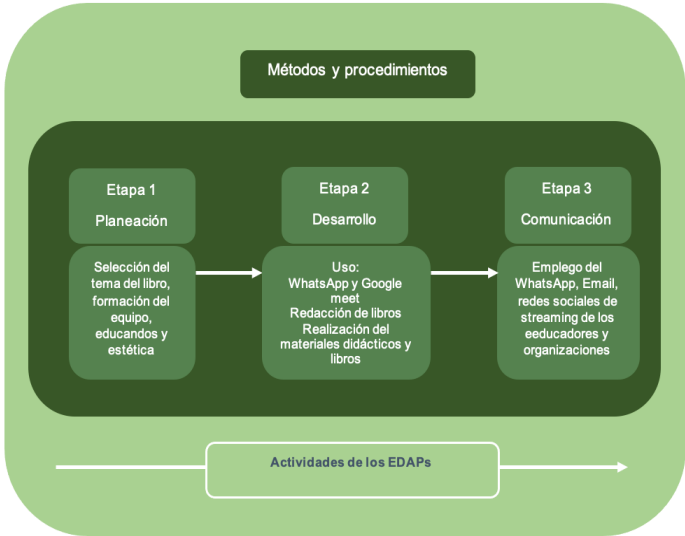 Métodos y procedimientos
Etapa 1
Planeación
Selección del
tema del libro,
formación del
equipo,
educandos y
estética
Etapa 2
Desarrollo
Uso:
WhatsApp y Google
meet
Redacción de libros
Realización del
materiales didácticos y
libros
Etapa 3
Comunicación
Emplego del
WhatsApp, Email,
redes sociales de
streaming de los
eeducadores y
organizaciones
Actividades de los EDAPs